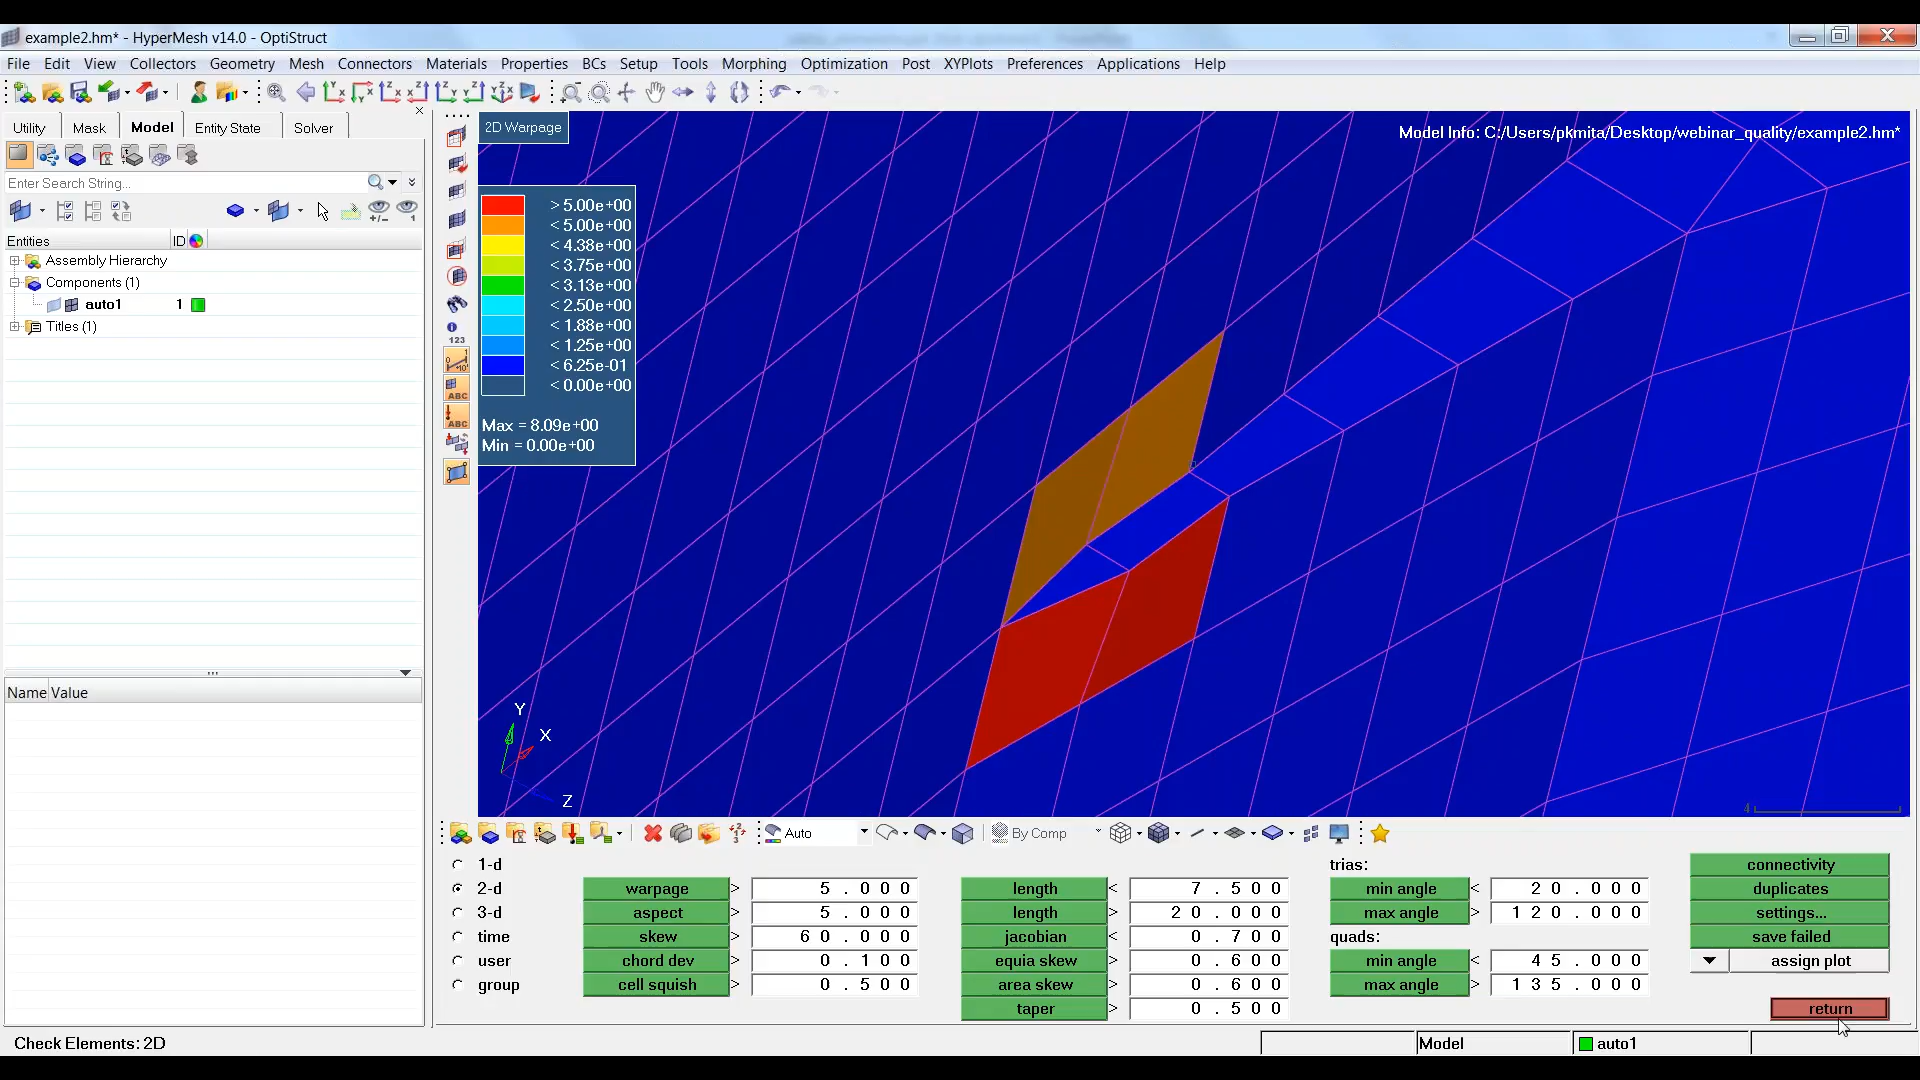 example2.hm* - HyperMesh v14.0 - OptiStruct
File Edit View Collectors Geometry Mesh Connectors Materials Properties BCs Setup Tools Morphing Optimization Post XYPlots Preferences Applications Help
Utility Mask Model Entity State Solver
Enter Search String...
Entities ID
Assembly Hierarchy
Components (1)
auto1 1
Titles (1)
Name Value
2D Warpage
Model Info: C:/Users/pkmita/Desktop/webinar_quality/example2.hm*
> 5.00e+00
< 5.00e+00
< 4.38e+00
< 3.75e+00
< 3.13e+00
< 2.50e+00
< 1.88e+00
< 1.25e+00
< 6.25e-01
< 0.00e+00
Max = 8.09e+00
Min = 0.00e+00
123
ABC
ABC
Y
X
Z
4
Auto By Comp
1-d trias: connectivity
2-d warpage > 5.000 length < 7.500 min angle < 20.000 duplicates
3-d aspect > 5.000 length > 20.000 max angle > 120.000 settings...
time skew > 60.000 jacobian < 0.700 quads: save failed
user chord dev > 0.100 equia skew > 0.600 min angle < 45.000 assign plot
group cell squish > 0.500 area skew > 0.600 max angle > 135.000
taper > 0.500 return
Check Elements: 2D Model auto1